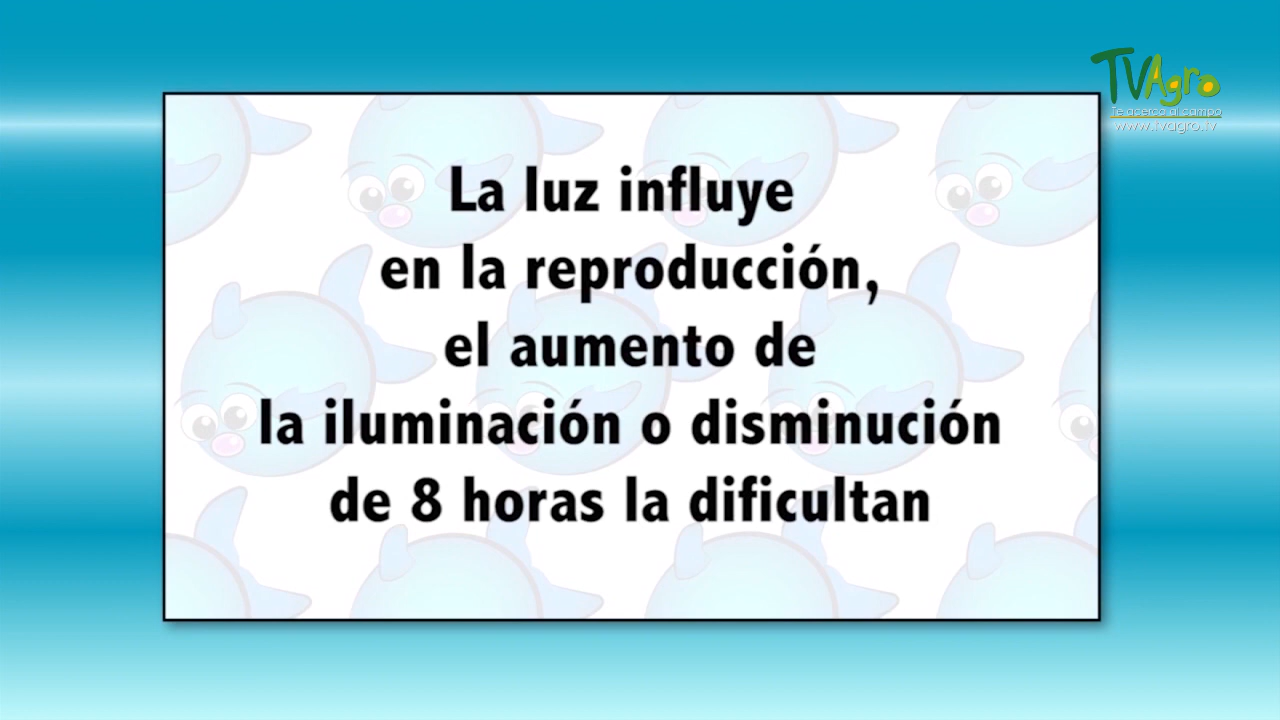 TVAgro
Te acerca al campo
www.tvagro.tv
La luz influye
en la reproducción,
el aumento de
la iluminación o disminución
de 8 horas la dificultan